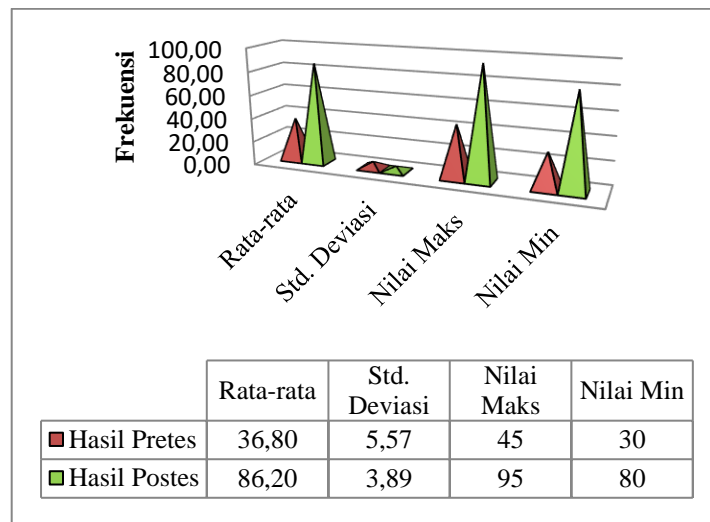 100,00
80,00
60,00
40,00
20,00
0,00
Frekuensi
Rata-rata
Std. Deviasi
Nilai Maks
Nilai Min
Rata-rata Std. Deviasi Nilai Maks Nilai Min
Hasil Pretes 36,80 5,57 45 30
Hasil Postes 86,20 3,89 95 80